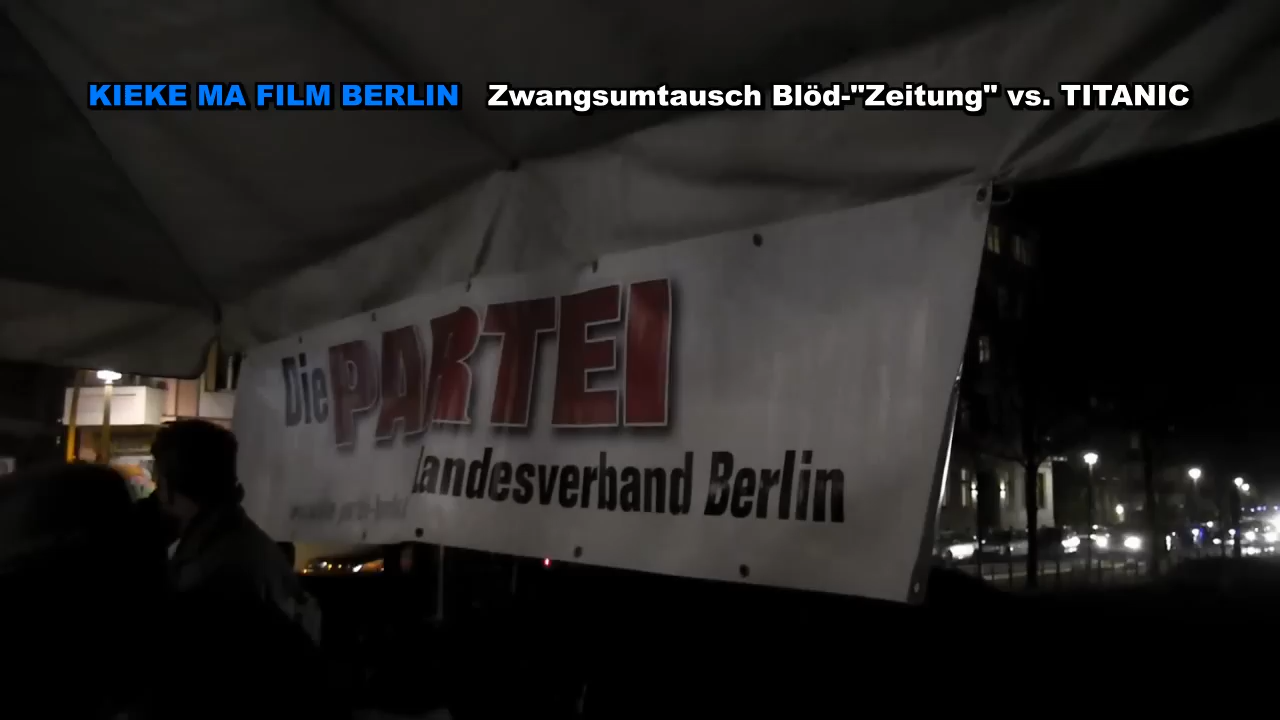 KIEKE MA FILM BERLIN Zwangsumtausch Blöd-"Zeitung" vs. TITANIC
Die PARTEI
Landesverband Berlin